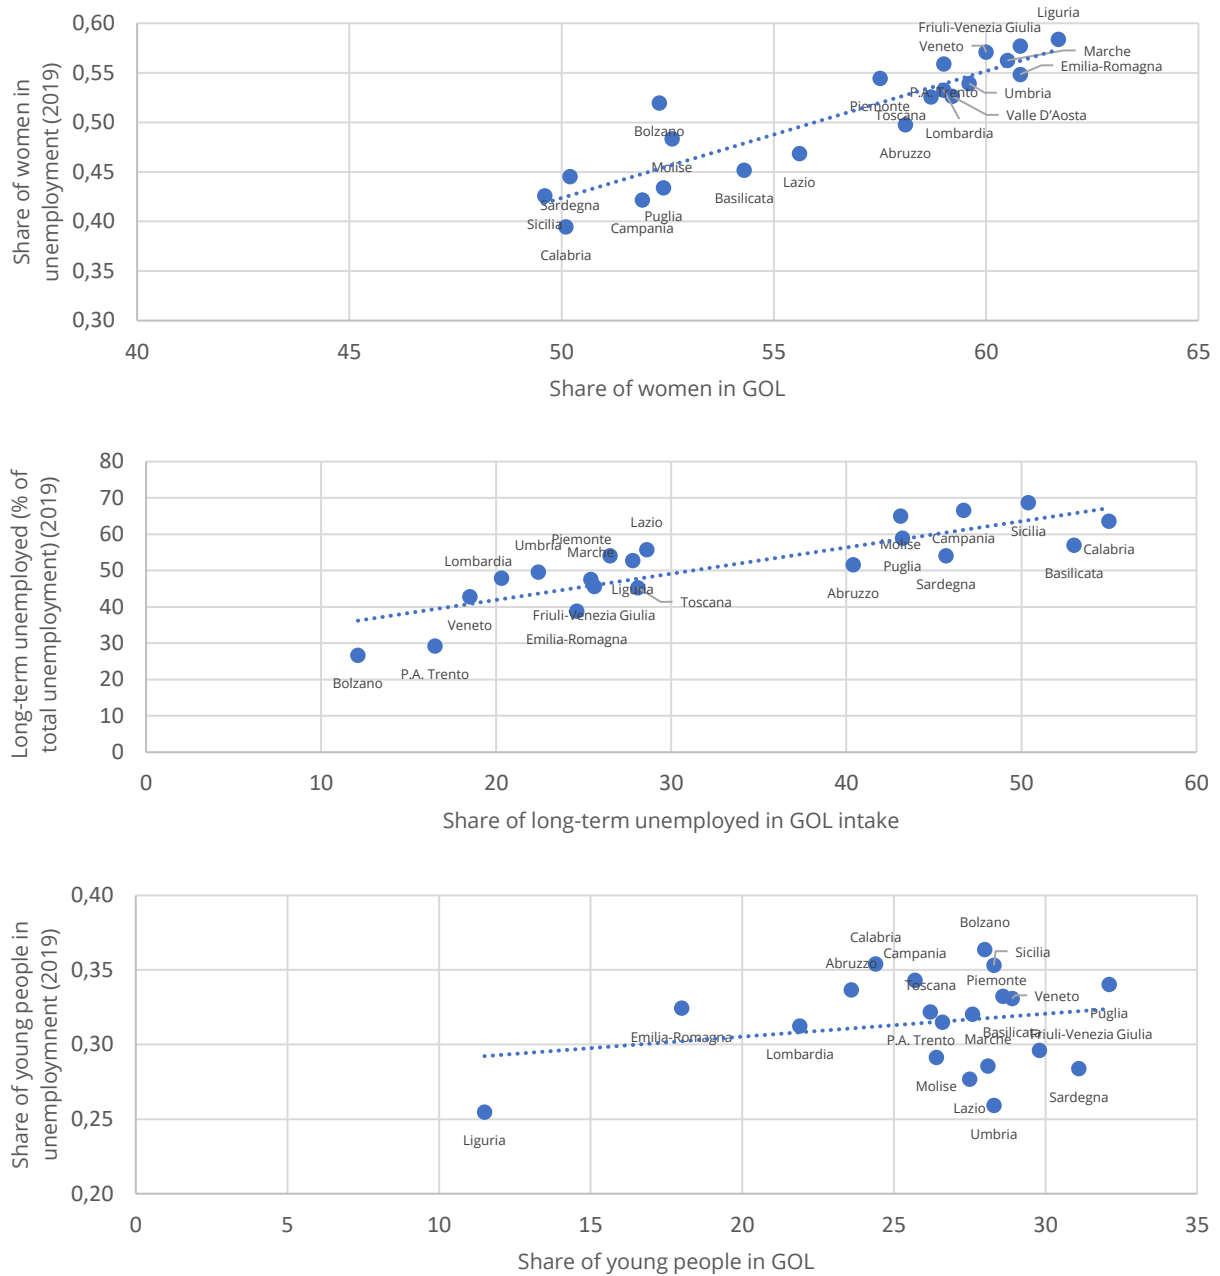 Share of women in
unemployment (2019)
0,60
0,55
0,50
0,45
0,40
0,35
0,30
Liguria
Friuli-Venezia Giulia
Veneto
Marche
Emilia-Romagna
P.A. Trento
Umbria
Piemonte
Toscana
Valle D'Aosta
Lombardia
Bolzano
Abruzzo
Molise
Lazio
Basilicata
Sardegna
Puglia
Sicilia
Campania
Calabria
40
45
50
55
60
65
Share of women in GOL
Long-term unemployed (% of
total unemployment) (2019)
80
70
60
50
40
30
20
10
0
Lazio
Piemonte
Umbria
Marche
Lombardia
Sicilia
Campania
Molise
Calabria
Puglia
Basilicata
Sardegna
Abruzzo
Liguria
Toscana
Friuli-Venezia Giulia
Veneto
Emilia-Romagna
P.A. Trento
Bolzano
0
10
20
30
40
50
60
Share of long-term unemployed in GOL intake
Share of young people in
unemploymnent (2019)
0,40
0,35
0,30
0,25
0,20
Bolzano
Calabria
Campania
Sicilia
Abruzzo
Piemonte
Toscana
Veneto
Puglia
Emilia-Romagna
Basilicata
Friuli-Venezia Giulia
P.A. Trento
Marche
Lombardia
Molise
Sardegna
Lazio
Umbria
Liguria
0
5
10
15
20
25
30
35
Share of young people in GOL